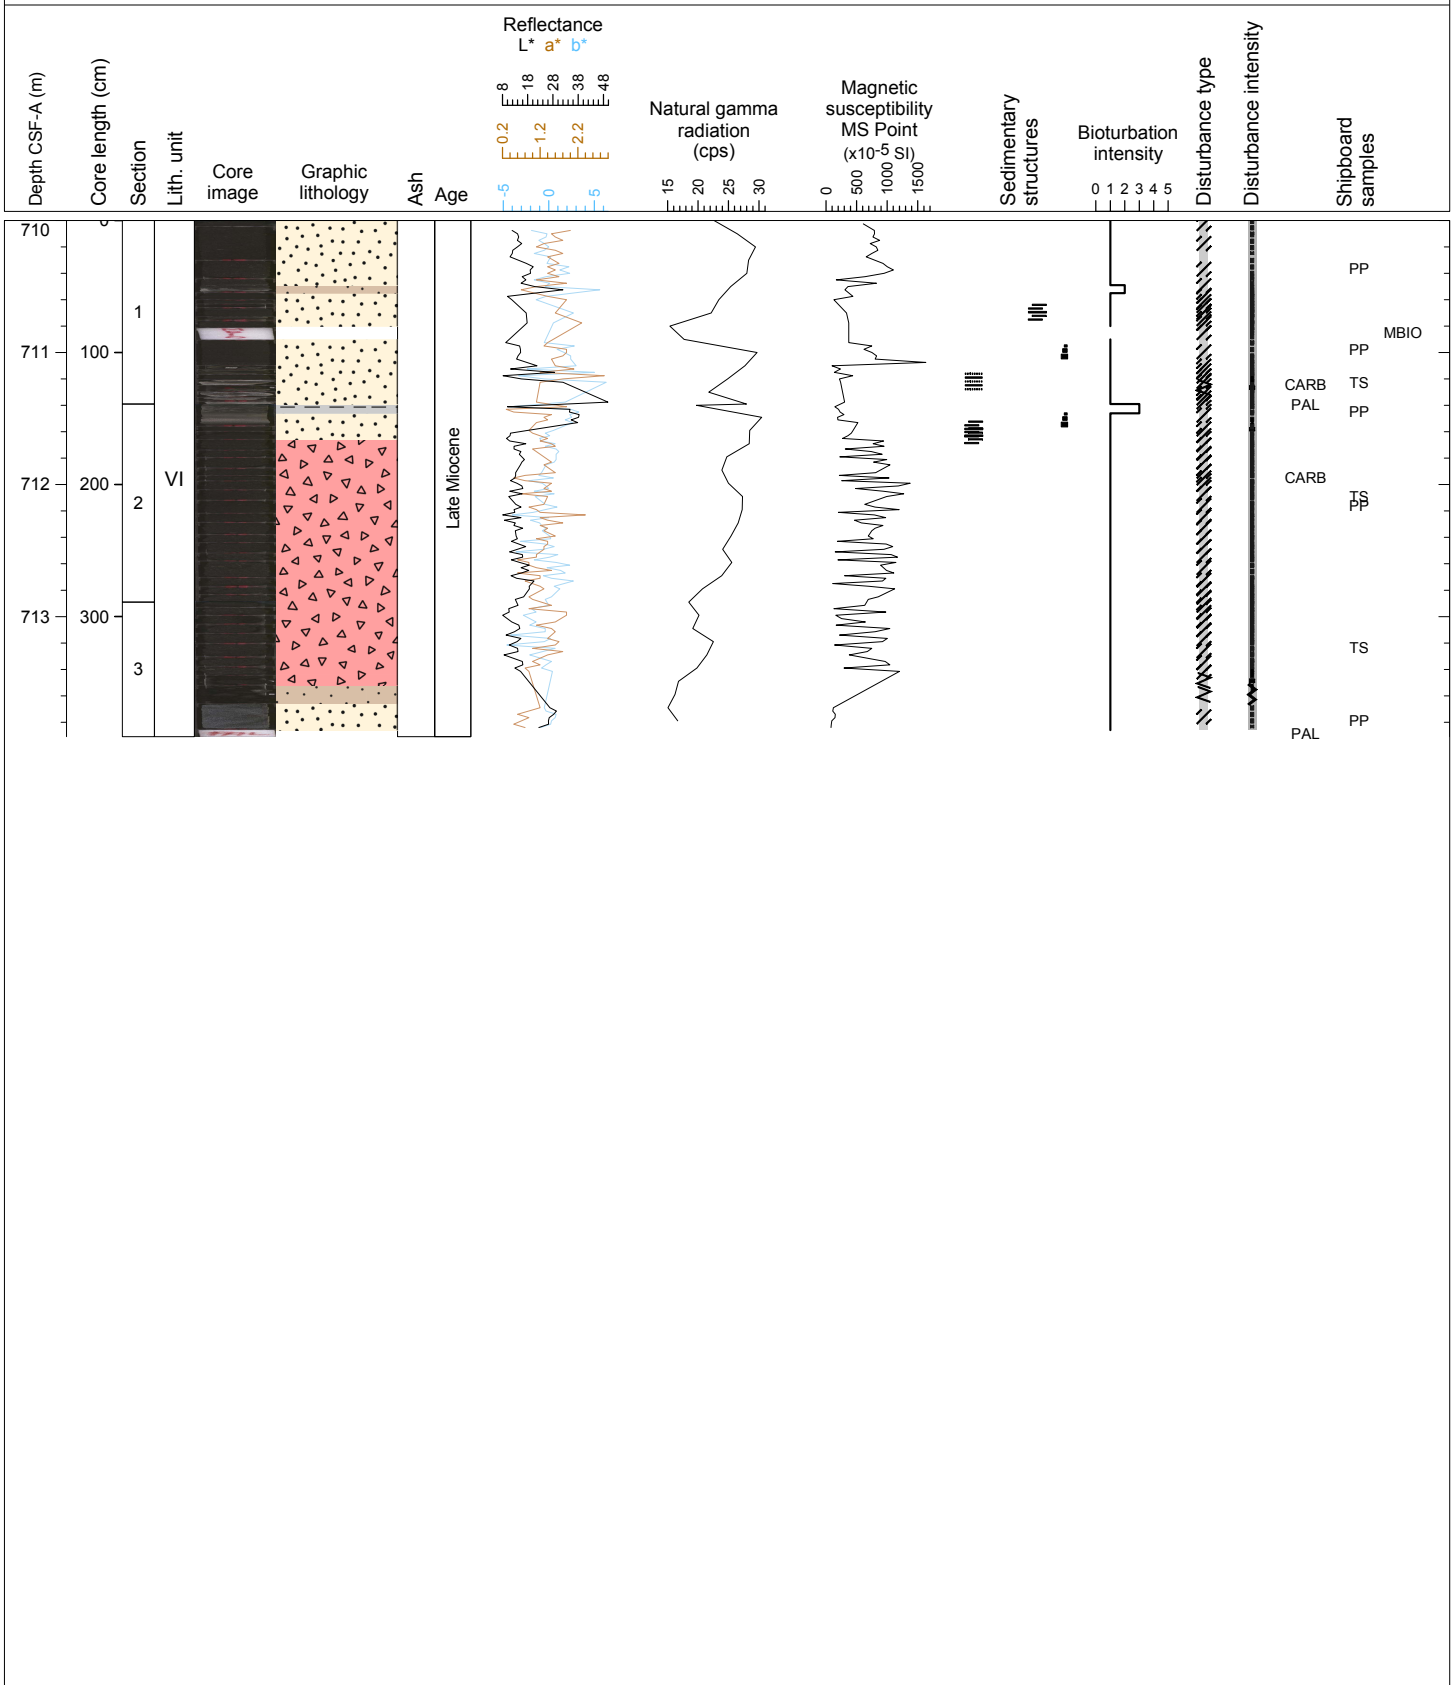 Depth CSF-A (m)
Core length (cm)
Section
Lith. unit
Core
image
Graphic
lithology
Ash
Age
Reflectance
L* a* b*
8 18 28 38 48
0.2 1.2 2.2
-5 0 5
Natural gamma
radiation
(cps)
15 20 25 30
Magnetic
susceptibility
MS Point
(x10-5 SI)
0 500 1000 1500
Sedimentary
structures
Bioturbation
intensity
0 1 2 3 4 5
Disturbance type
Disturbance intensity
Shipboard
samples
710
711
712
713
0
100
200
300
1
2
3
VI
Late Miocene
PP
MBIO
PP
CARB TS
PAL PP
CARB
TS
PP
TS
PP
PAL